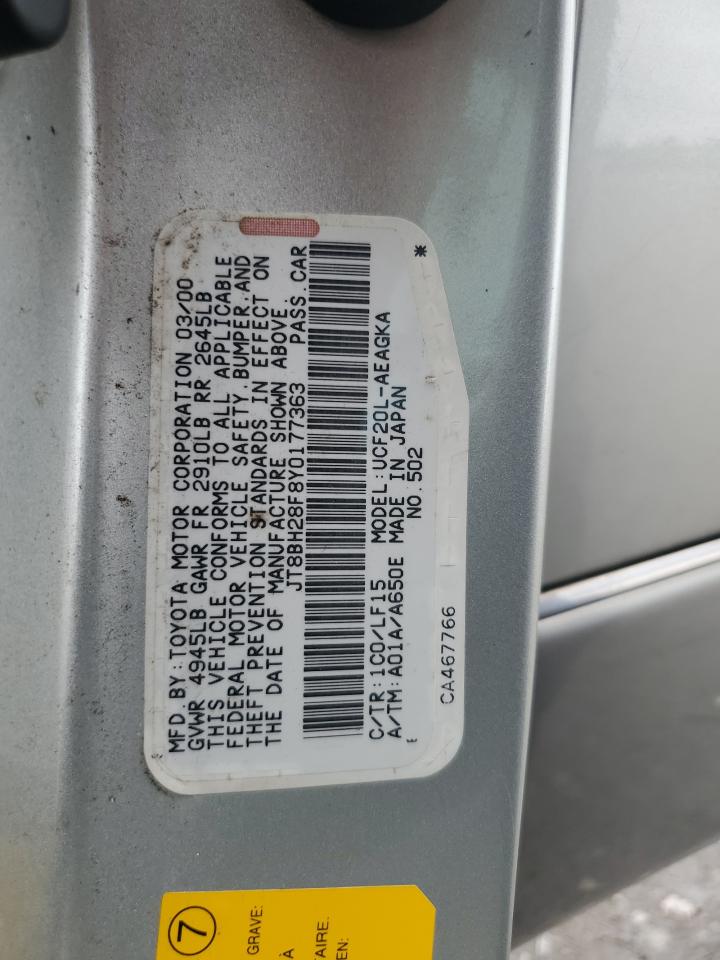 MFD.BY:TOYOTA MOTOR CORPORATION 03/00
GVWR 4945LB GAWR FR 2910LB RR 2645LB
THIS VEHICLE CONFORMS TO ALL APPLICABLE
FEDERAL MOTOR VEHICLE SAFETY,BUMPER,AND
THEFT PREVENTION STANDARDS IN EFFECT ON
THE DATE OF MANUFACTURE SHOWN ABOVE.
JT8BH28F8Y0177363 PASS.CAR
C/TR:1C0/LF15 MODEL:UCF20L-AEAGKA
A/TM:A01A/A650E MADE IN JAPAN
E NO.502 *
CA467766
7
GRAVE:
À
TAIRE.
EN: